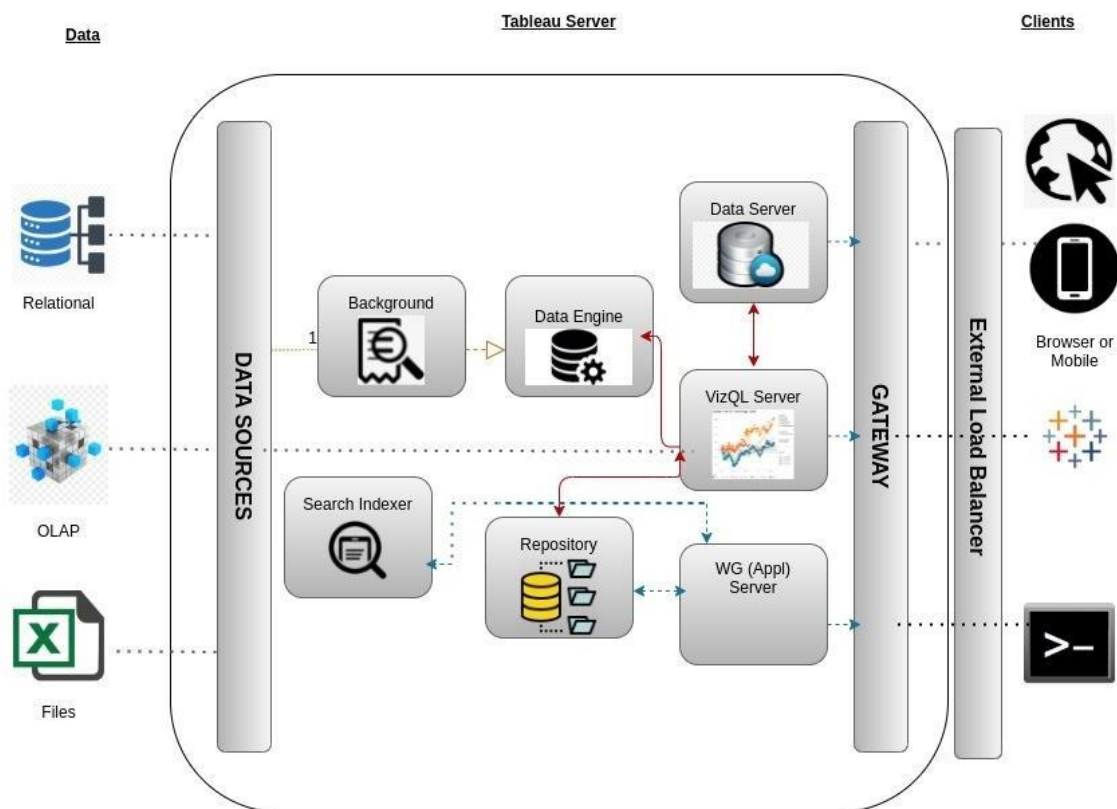 Data
Tableau Server
Clients
Relational
OLAP
Files
DATA SOURCES
1
Background
Data Engine
Data Server
VizQL Server
Search Indexer
Repository
WG (Appl)
Server
GATEWAY
External Load Balancer
Browser or
Mobile
>-